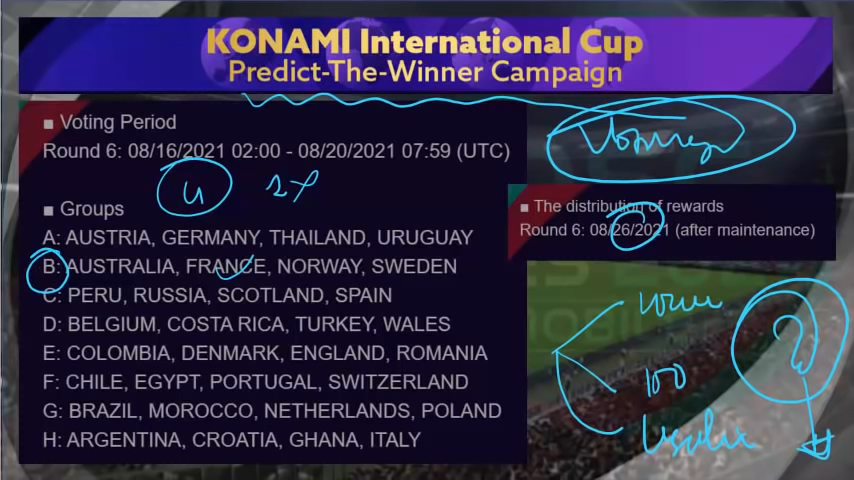 KONAMI International Cup
Predict-The-Winner Campaign
■ Voting Period
Round 6: 08/16/2021 02:00 - 08/20/2021 07:59 (UTC)
■ Groups
A: AUSTRIA, GERMANY, THAILAND, URUGUAY
B: AUSTRALIA, FRANCE, NORWAY, SWEDEN
C: PERU, RUSSIA, SCOTLAND, SPAIN
D: BELGIUM, COSTA RICA, TURKEY, WALES
E: COLOMBIA, DENMARK, ENGLAND, ROMANIA
F: CHILE, EGYPT, PORTUGAL, SWITZERLAND
G: BRAZIL, MOROCCO, NETHERLANDS, POLAND
H: ARGENTINA, CROATIA, GHANA, ITALY
■ The distribution of rewards
Round 6: 08/26/2021 (after maintenance)
100